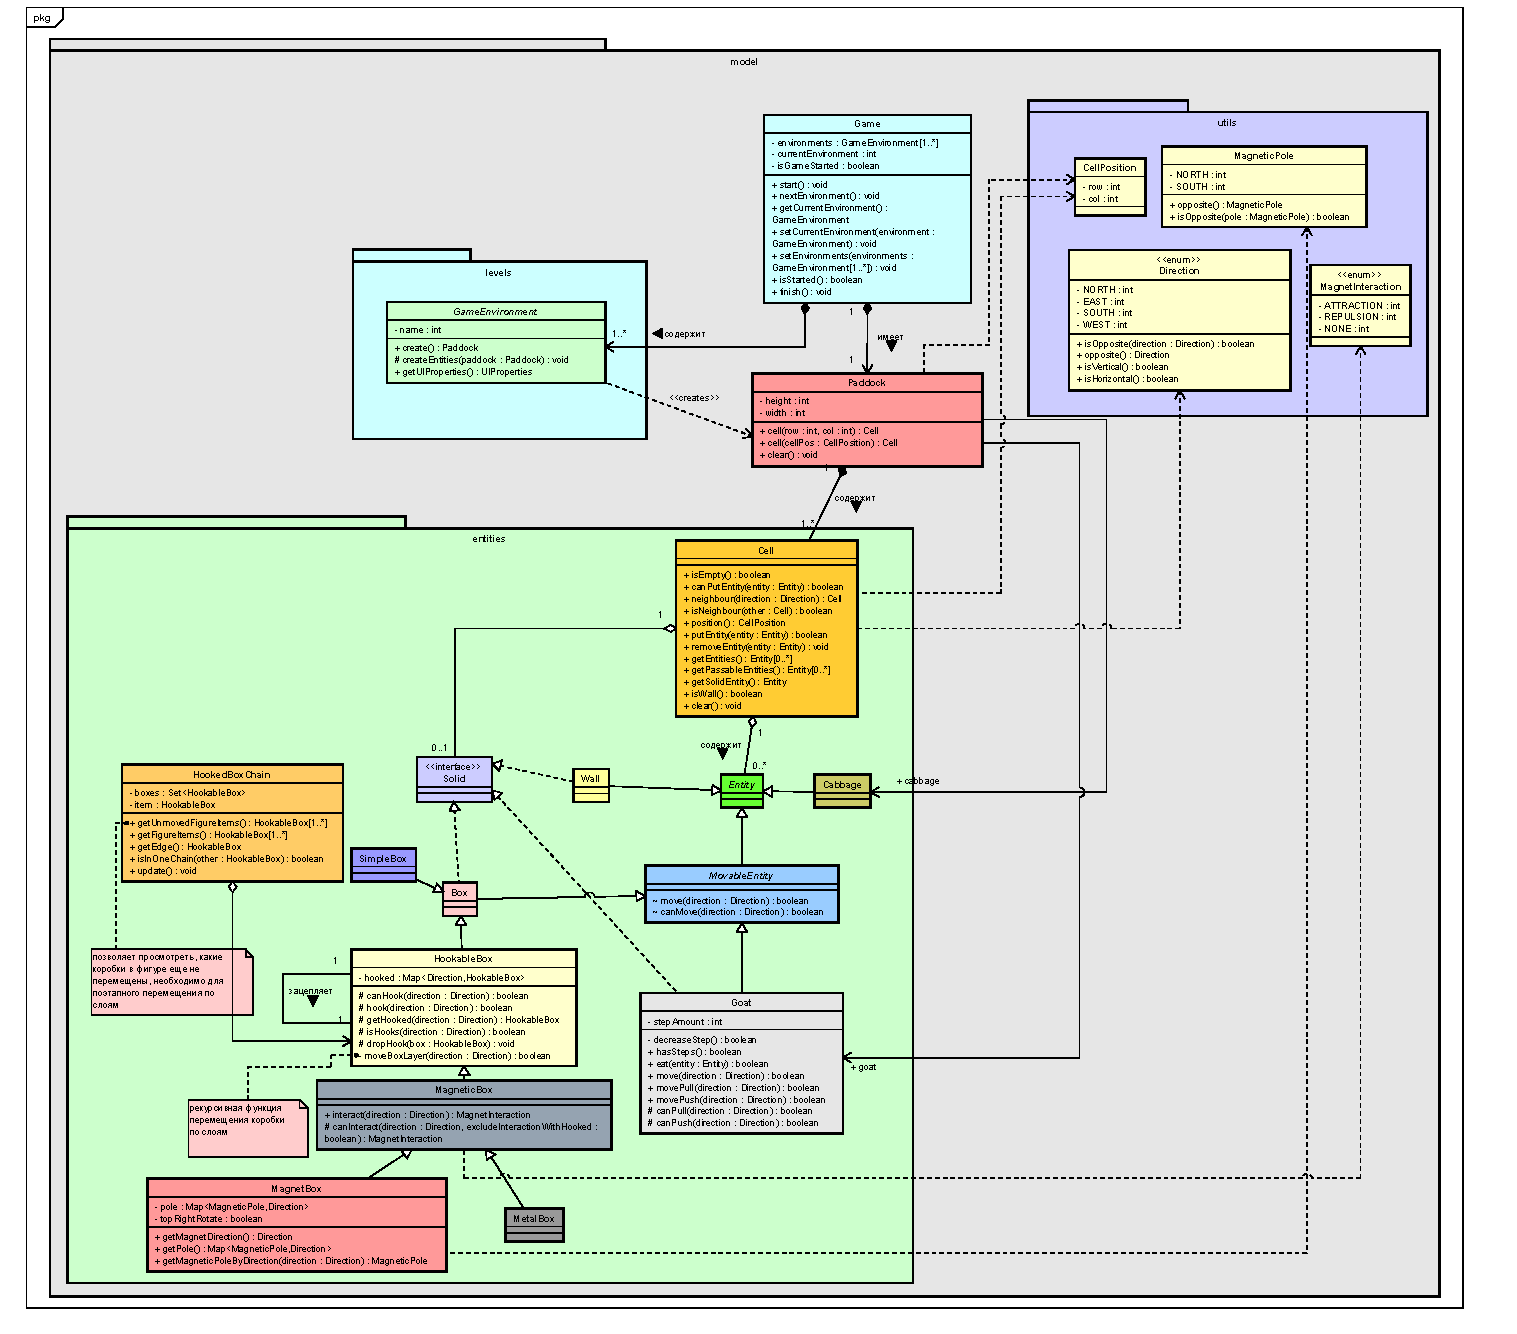 pkg
model
Game
- environments : GameEnvironment[1..*]
- currentEnvironment : int
- isGameStarted : boolean
+ start() : void
+ nextEnvironment() : void
+ getCurrentEnvironment() :
GameEnvironment
+ setCurrentEnvironment(environment :
GameEnvironment) : void
+ setEnvironments(environments :
GameEnvironment[1..*]) : void
+ isStarted() : boolean
+ finish() : void
utils
CellPosition
- row : int
- col : int
MagneticPole
- NORTH : int
- SOUTH : int
+ opposite() : MagneticPole
+ isOpposite(pole : MagneticPole) : boolean
<<enum>>
Direction
- NORTH : int
- EAST : int
- SOUTH : int
- WEST : int
+ isOpposite(direction : Direction) : boolean
+ opposite() : Direction
+ isVertical() : boolean
+ isHorizontal() : boolean
<<enum>>
MagnetInteraction
- ATTRACTION : int
- REPULSION : int
- NONE : int
levels
GameEnvironment
- name : int
+ create() : Paddock
# createEntities(paddock : Paddock) : void
+ getUIProperties() : UIProperties
1..*
содержит
1
имеет
1
<<creates>>
Paddock
- height : int
- width : int
+ cell(row : int, col : int) : Cell
+ cell(cellPos : CellPosition) : Cell
+ clear() : void
1
содержит
1..*
entities
Cell
+ isEmpty() : boolean
+ canPutEntity(entity : Entity) : boolean
+ neighbour(direction : Direction) : Cell
+ isNeighbour(other : Cell) : boolean
+ position() : CellPosition
+ putEntity(entity : Entity) : boolean
+ removeEntity(entity : Entity) : void
+ getEntities() : Entity[0..*]
+ getPassableEntities() : Entity[0..*]
+ getSolidEntity() : Entity
+ isWall() : boolean
+ clear() : void
1
0..1
1
содержит
0..*
<<interface>>
Solid
Wall
Entity
Cabbage
+ cabbage
HookedBoxChain
- boxes : Set<HookableBox>
- item : HookableBox
+ getUnmovedFigureItems() : HookableBox[1..*]
+ getFigureItems() : HookableBox[1..*]
+ getEdge() : HookableBox
+ isInOneChain(other : HookableBox) : boolean
+ update() : void
SimpleBox
Box
MovableEntity
~ move(direction : Direction) : boolean
~ canMove(direction : Direction) : boolean
позволяет просмотреть, какие
коробки в фигуре еще не
перемещены, необходимо для
поэтапного перемещения по
слоям
1
зацепляет
1
HookableBox
- hooked : Map<Direction,HookableBox>
# canHook(direction : Direction) : boolean
# hook(direction : Direction) : boolean
# getHooked(direction : Direction) : HookableBox
# isHooks(direction : Direction) : boolean
# dropHook(box : HookableBox) : void
- moveBoxLayer(direction : Direction) : boolean
Goat
- stepAmount : int
- decreaseStep() : boolean
+ hasSteps() : boolean
+ eat(entity : Entity) : boolean
+ move(direction : Direction) : boolean
+ movePull(direction : Direction) : boolean
+ movePush(direction : Direction) : boolean
# canPull(direction : Direction) : boolean
# canPush(direction : Direction) : boolean
+ goat
рекурсивная функция
перемещения коробки
по слоям
MagneticBox
+ interact(direction : Direction) : MagnetInteraction
# canInteract(direction : Direction, excludeInteractionWithHooked :
boolean) : MagnetInteraction
MagnetBox
- pole : Map<MagneticPole,Direction>
- topRightRotate : boolean
+ getMagnetDirection() : Direction
+ getPole() : Map<MagneticPole,Direction>
+ getMagneticPoleByDirection(direction : Direction) : MagneticPole
MetalBox